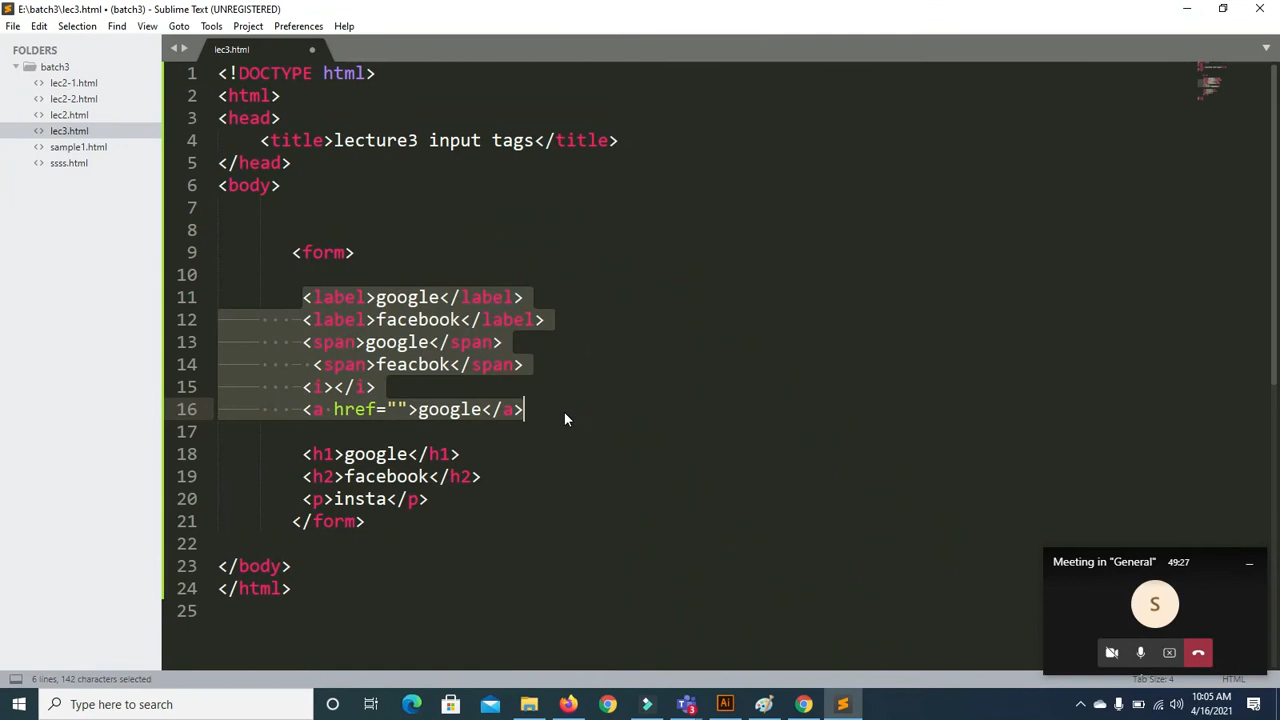 E:\batch3\lec3.html • (batch3) - Sublime Text (UNREGISTERED)
File Edit Selection Find View Goto Tools Project Preferences Help
FOLDERS
batch3
lec2-1.html
lec2-2.html
lec2.html
lec3.html
sample1.html
ssss.html
lec3.html
1 <!DOCTYPE html>
2 <html>
3 <head>
4 <title>lecture3 input tags</title>
5 </head>
6 <body>
7
8
9 <form>
10
11 <label>google</label>
12 <label>facebook</label>
13 <span>google</span>
14 <span>feacbok</span>
15 <i></i>
16 <a href="">google</a>
17
18 <h1>google</h1>
19 <h2>facebook</h2>
20 <p>insta</p>
21 </form>
22
23 </body>
24 </html>
25
Meeting in "General" 49:27
S
6 lines, 142 characters selected
Tab Size: 4
HTML
Type here to search
10:05 AM
4/16/2021